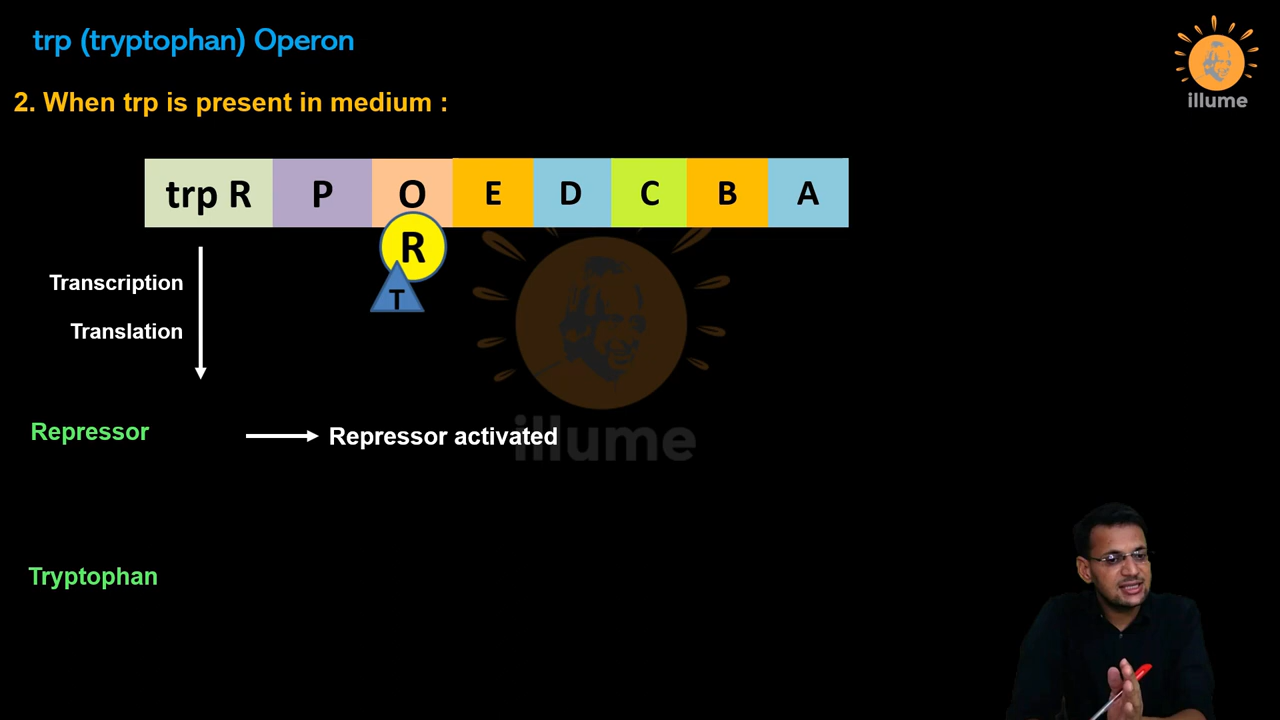 trp (tryptophan) Operon
illume
2. When trp is present in medium :
trp R P O E D C B A
R
T
Transcription
Translation
Repressor
Repressor activated
illume
Tryptophan